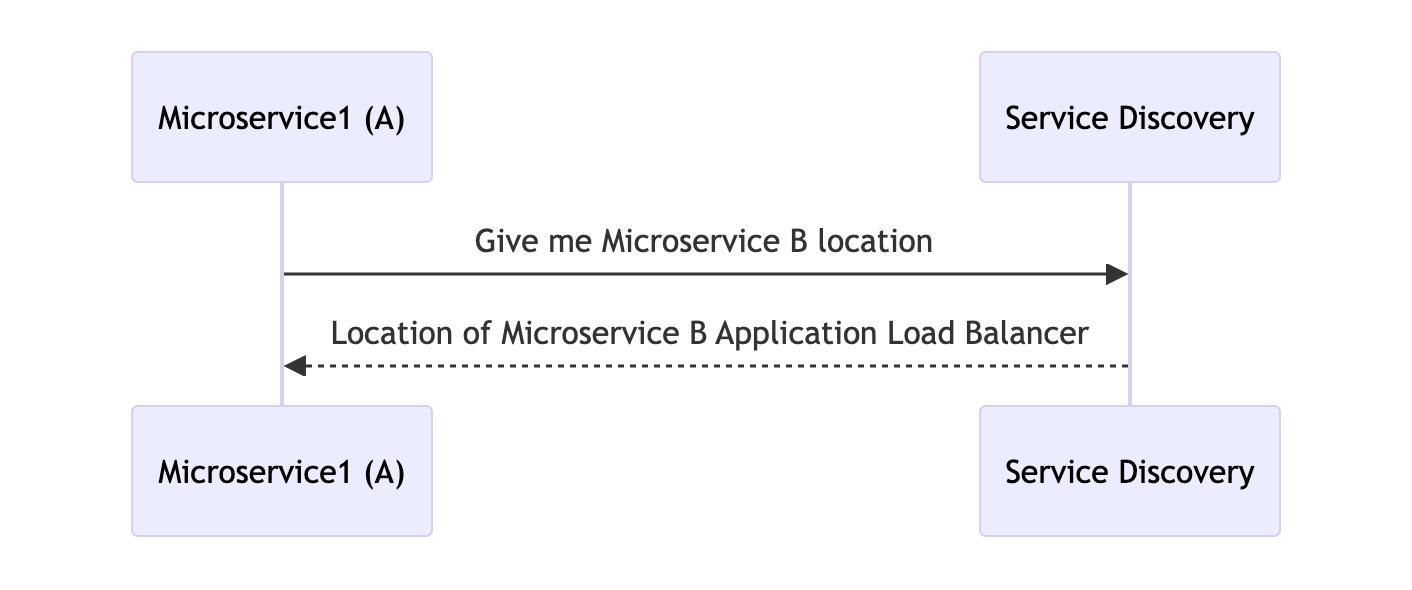 Microservice1 (A)
Service Discovery
Give me Microservice B location
Location of Microservice B Application Load Balancer
Microservice1 (A)
Service Discovery